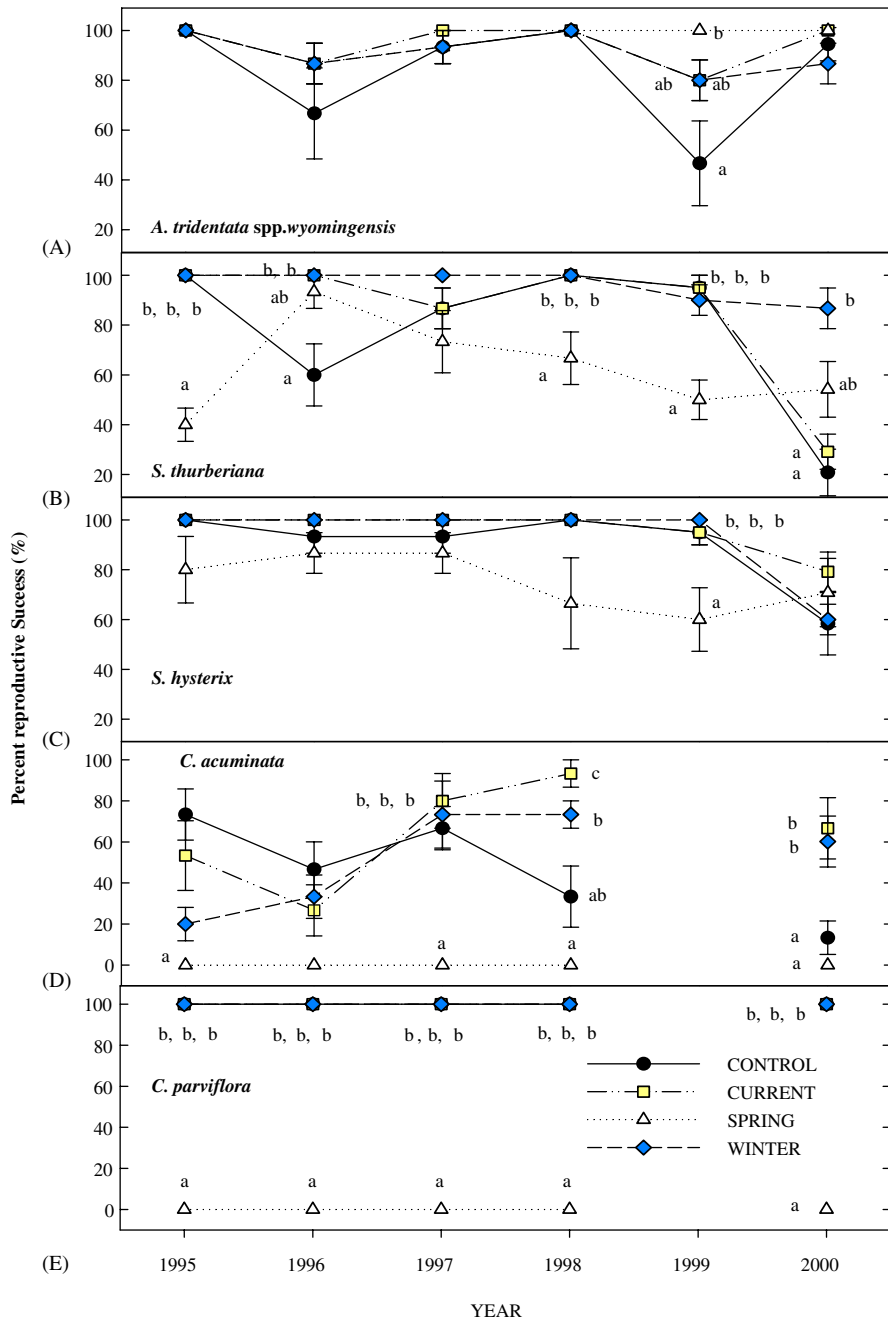 100
80
60
40
20
b
ab
ab
a
A. tridentata spp.wyomingensis
(A)
100
80
60
40
20
b, b
b, b, b
ab
a
a
b, b, b
a
b, b, b
a
b
ab
a
a
S. thurberiana
(B)
100
80
60
40
20
b, b, b
a
S. hysterix
(C)
Percent reproductive Suceess (%)
100
80
60
40
20
0
C. acuminata
b, b, b
c
b
ab
a
a
a
b
b
a
a
(D)
100
80
60
40
20
0
b, b, b
b, b, b
b, b, b
b, b, b
b, b, b
C. parviflora
CONTROL
CURRENT
SPRING
WINTER
a
a
a
a
a
(E)
1995
1996
1997
1998
1999
2000
YEAR